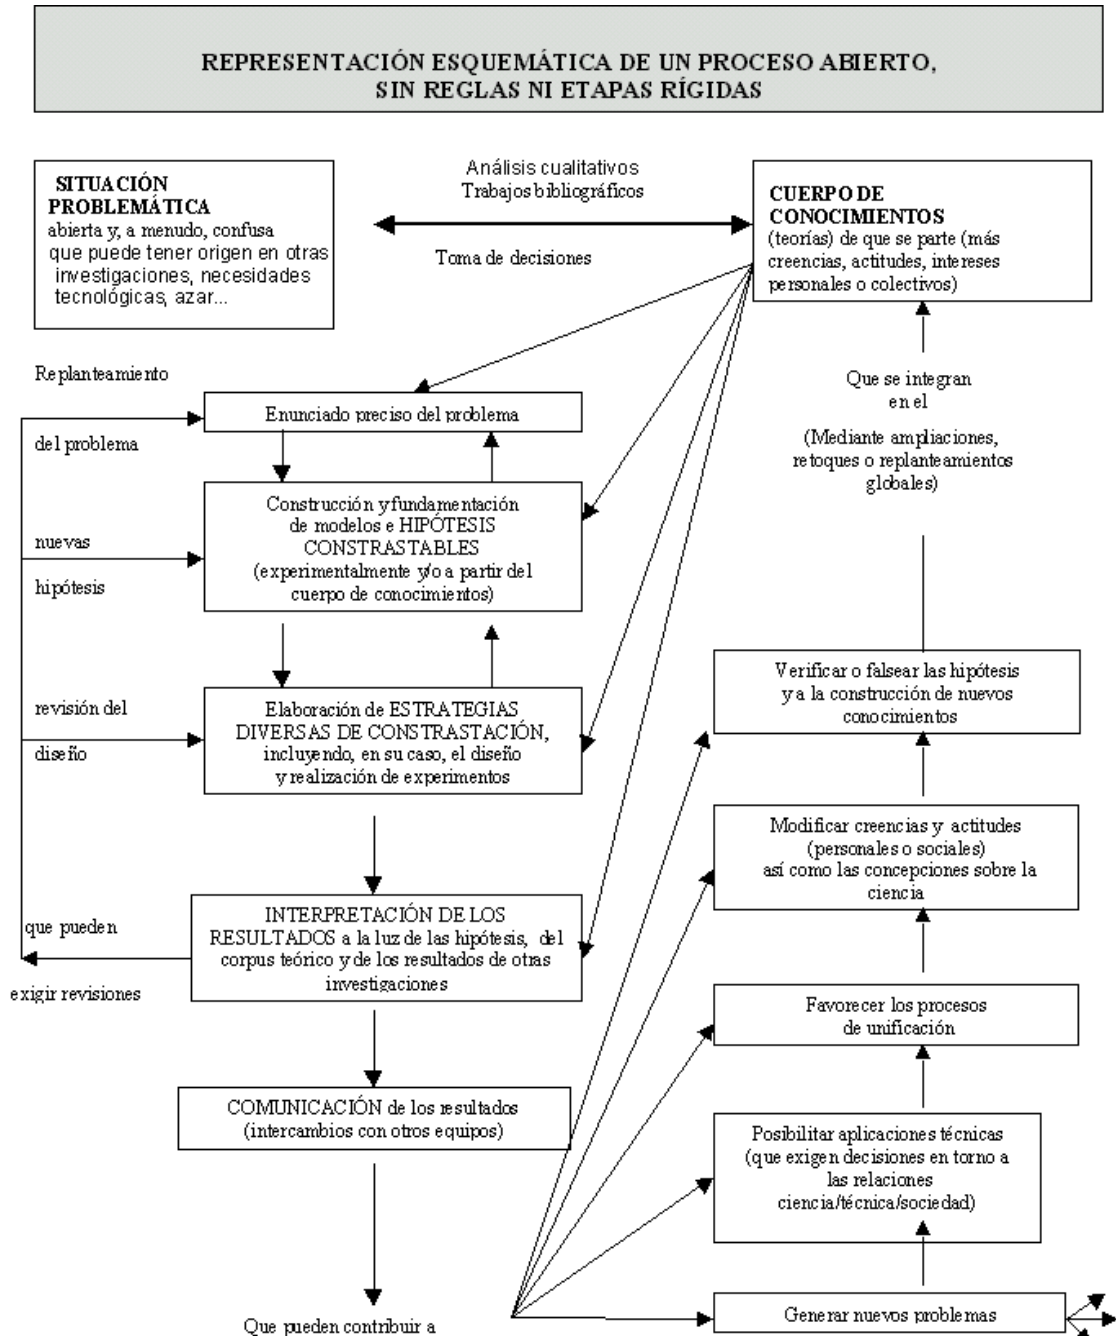 REPRESENTACIÓN ESQUEMÁTICA DE UN PROCESO ABIERTO,
SIN REGLAS NI ETAPAS RÍGIDAS
SITUACIÓN
PROBLEMÁTICA
abierta y, a menudo, confusa
que puede tener origen en otras
investigaciones, necesidades
tecnológicas, azar...
Análisis cualitativos
Trabajos bibliográficos
Toma de decisiones
CUERPO DE
CONOCIMIENTOS
(teorías) de que se parte (más
creencias, actitudes, intereses
personales o colectivos)
Replanteamiento
del problema
Enunciado preciso del problema
nuevas
hipótesis
Construcción y fundamentación
de modelos e HIPÓTESIS
CONSTRASTABLES
(experimentalmente y/o a partir del
cuerpo de conocimientos)
revisión del
diseño
Elaboración de ESTRATEGIAS
DIVERSAS DE CONSTRASTACIÓN,
incluyendo, en su caso, el diseño
y realización de experimentos
que pueden
exigir revisiones
INTERPRETACIÓN DE LOS
RESULTADOS a la luz de las hipótesis, del
corpus teórico y de los resultados de otras
investigaciones
COMUNICACIÓN de los resultados
(intercambios con otros equipos)
Que pueden contribuir a
Que se integran
en el
(Mediante ampliaciones,
retoques o replanteamientos
globales)
Verificar o falsear las hipótesis
y a la construcción de nuevos
conocimientos
Modificar creencias y actitudes
(personales o sociales)
así como las concepciones sobre la
ciencia
Favorecer los procesos
de unificación
Posibilitar aplicaciones técnicas
(que exigen decisiones en torno a
las relaciones
ciencia/técnica/sociedad)
Generar nuevos problemas